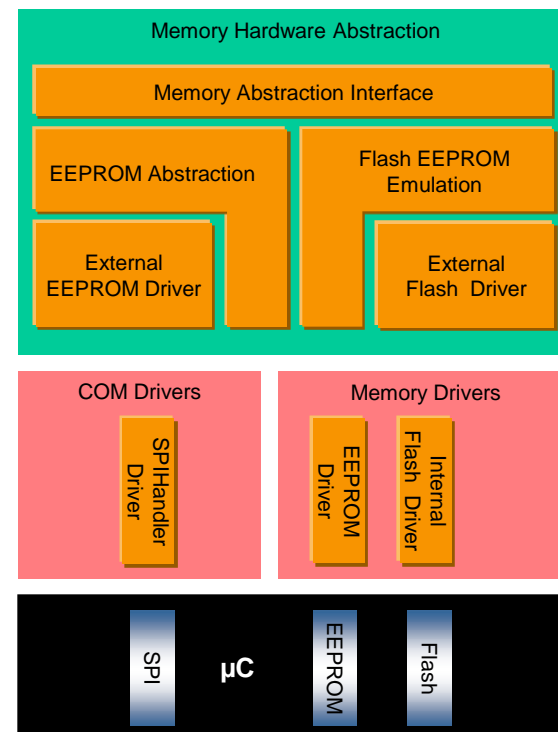 Memory Hardware Abstraction
Memory Abstraction Interface
EEPROM Abstraction
Flash EEPROM
Emulation
External
EEPROM Driver
External
Flash Driver
COM Drivers
SPIHandler
Driver
Memory Drivers
EEPROM
Driver
Internal
Flash Driver
SPI
µC
EEPROM
Flash